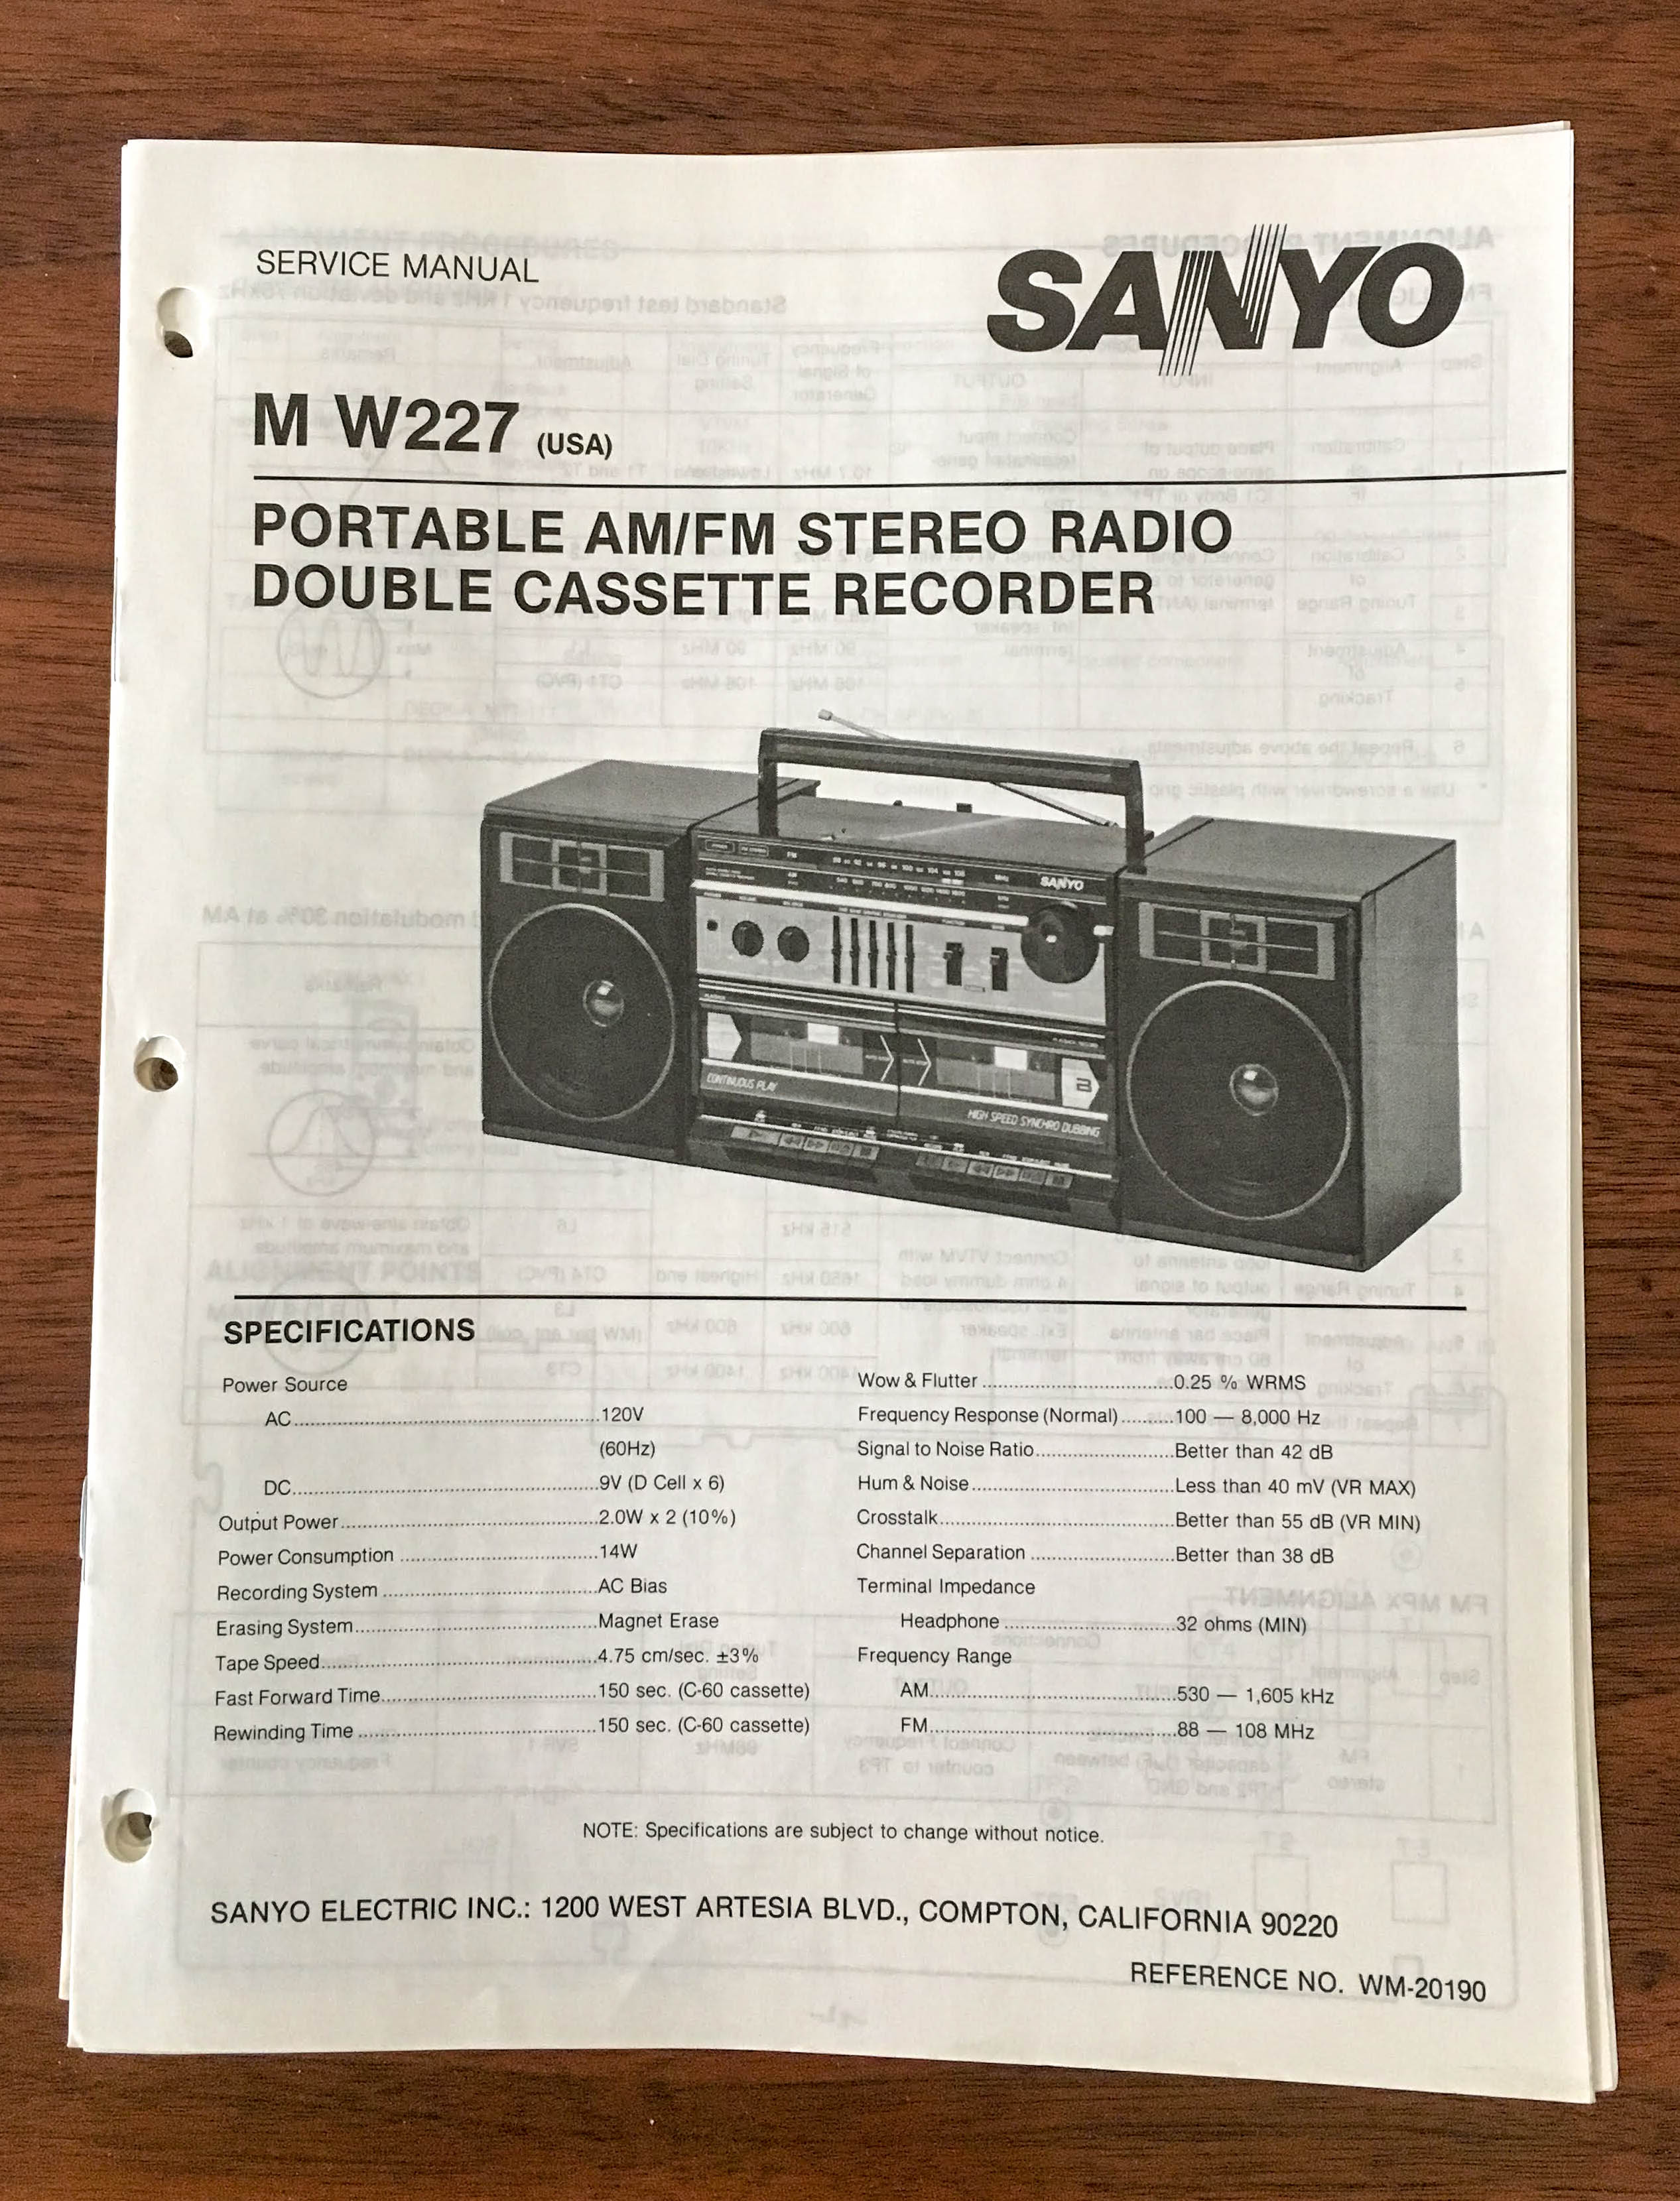 SERVICE MANUAL
SANYO
M W227 (USA)
PORTABLE AM/FM STEREO RADIO
DOUBLE CASSETTE RECORDER
FM
SANYO
AM
CONTINUOUS PLAY
HIGH SPEED SYNCHRO DUBBING
SPECIFICATIONS
Power Source
AC 120V
(60Hz)
DC 9V (D Cell x 6)
Output Power 2.0W x 2 (10%)
Power Consumption 14W
Recording System AC Bias
Erasing System Magnet Erase
Tape Speed 4.75 cm/sec. ±3%
Fast Forward Time 150 sec. (C-60 cassette)
Rewinding Time 150 sec. (C-60 cassette)
Wow & Flutter 0.25 % WRMS
Frequency Response (Normal) 100 — 8,000 Hz
Signal to Noise Ratio Better than 42 dB
Hum & Noise Less than 40 mV (VR MAX)
Crosstalk Better than 55 dB (VR MIN)
Channel Separation Better than 38 dB
Terminal Impedance
Headphone 32 ohms (MIN)
Frequency Range
AM 530 — 1,605 kHz
FM 88 — 108 MHz
NOTE: Specifications are subject to change without notice.
SANYO ELECTRIC INC.: 1200 WEST ARTESIA BLVD., COMPTON, CALIFORNIA 90220
REFERENCE NO. WM-20190